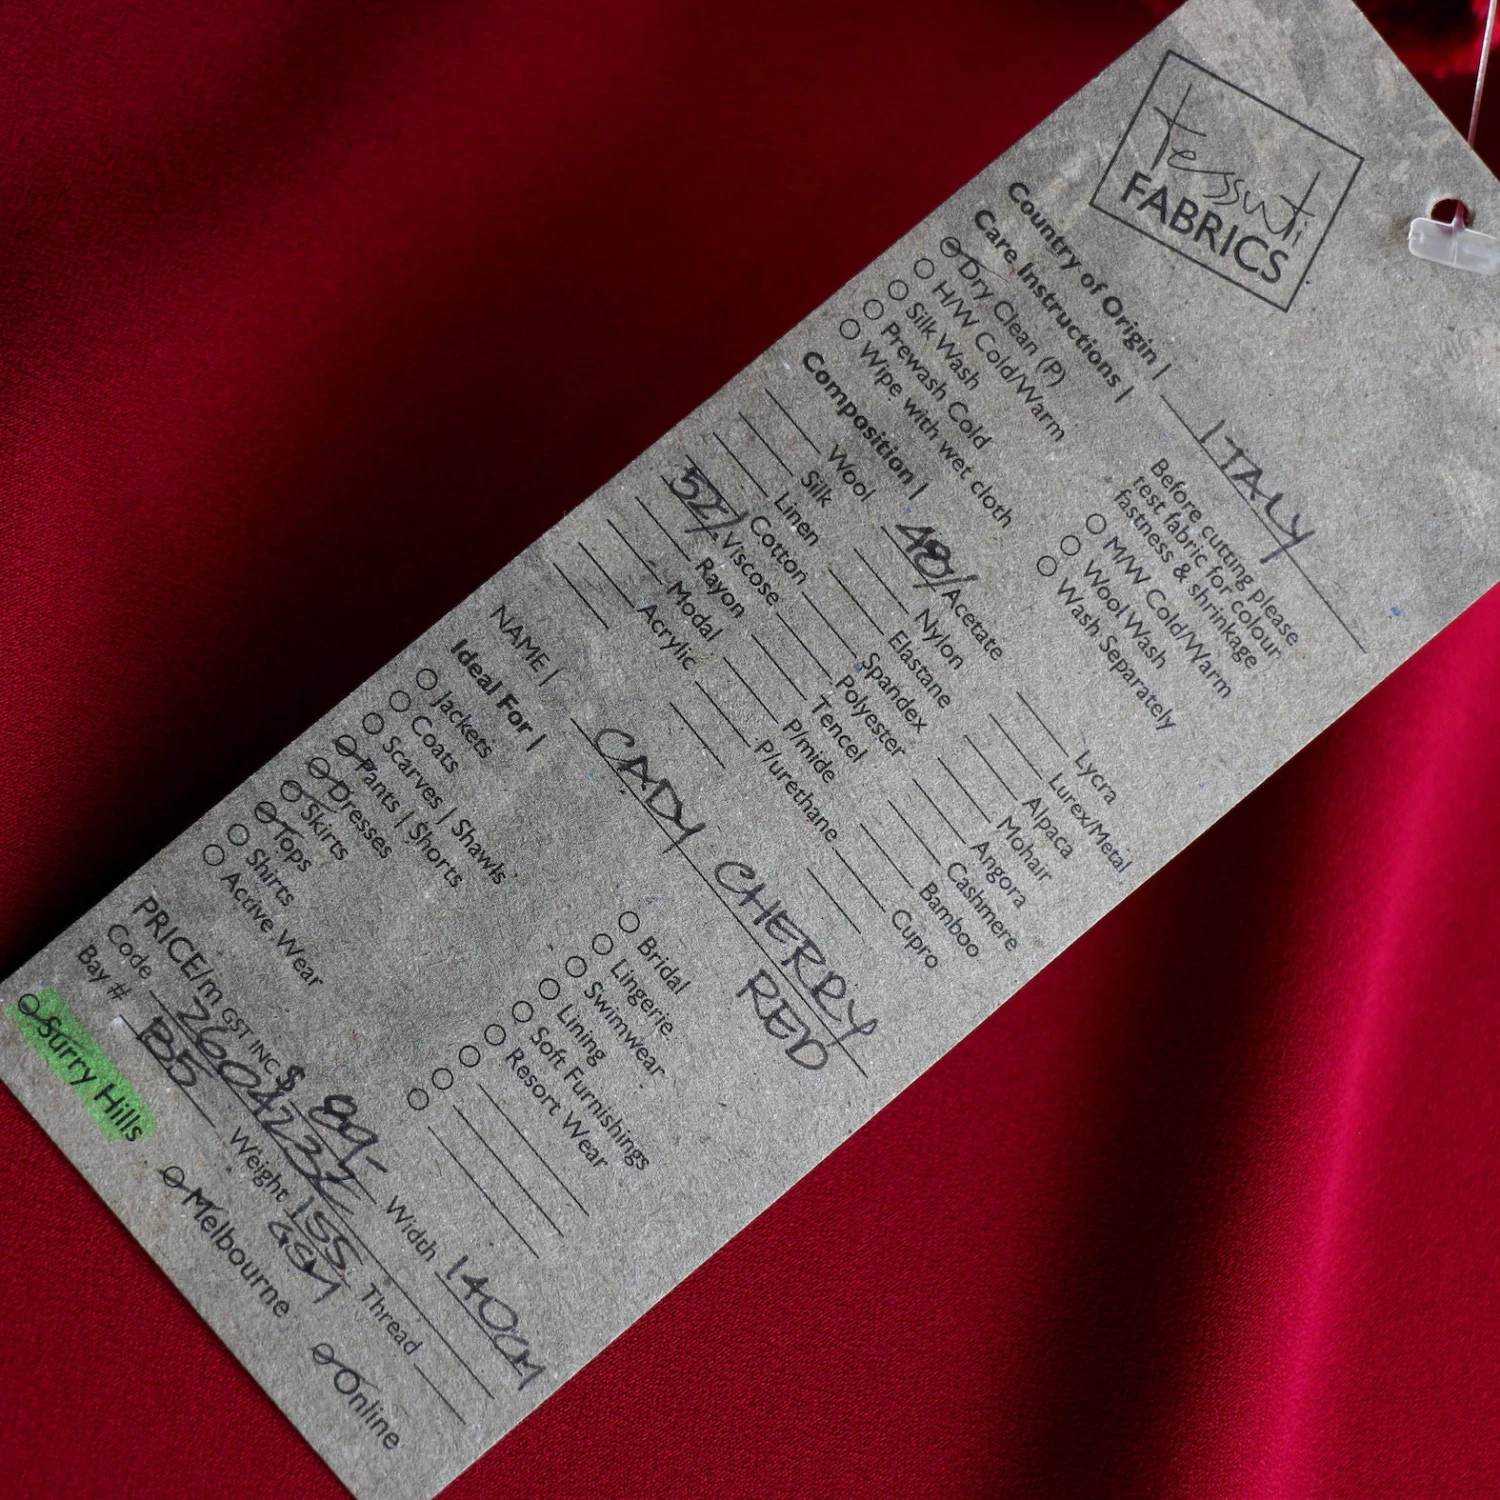 tessuti
FABRICS
Country of Origin | ITALY
Care Instructions |
Dry Clean (P)
H/W Cold/Warm
Silk Wash
Prewash Cold
Wipe with wet cloth
Before cutting please
test fabric for colour
fastness & shrinkage
M/W Cold/Warm
Wool Wash
Wash Separately
Composition |
Wool
Silk
Linen
Cotton
52% Viscose
Rayon
Modal
Acrylic
48% Acetate
Nylon
Elastane
Spandex
Polyester
Tencel
P/mide
P/urethane
Lycra
Lurex/Metal
Alpaca
Mohair
Angora
Cashmere
Bamboo
Cupro
NAME | CADY CHERRY
RED
Ideal For |
Jackets
Coats
Scarves | Shawls
Pants | Shorts
Dresses
Skirts
Tops
Shirts
Active Wear
Bridal
Lingerie
Swimwear
Lining
Soft Furnishings
Resort Wear
PRICE/m GST INC $ 89- Width 140CM
Code Thread
Bay # B5 Weight 155
GSM
Surry Hills Melbourne Online